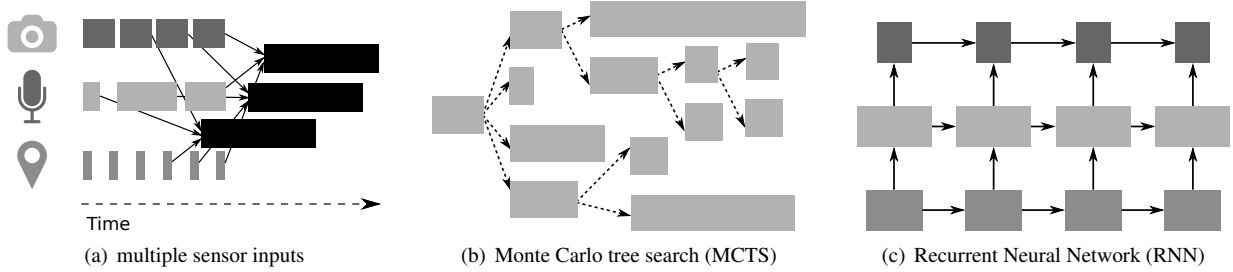 Time
(a) multiple sensor inputs
(b) Monte Carlo tree search (MCTS)
(c) Recurrent Neural Network (RNN)